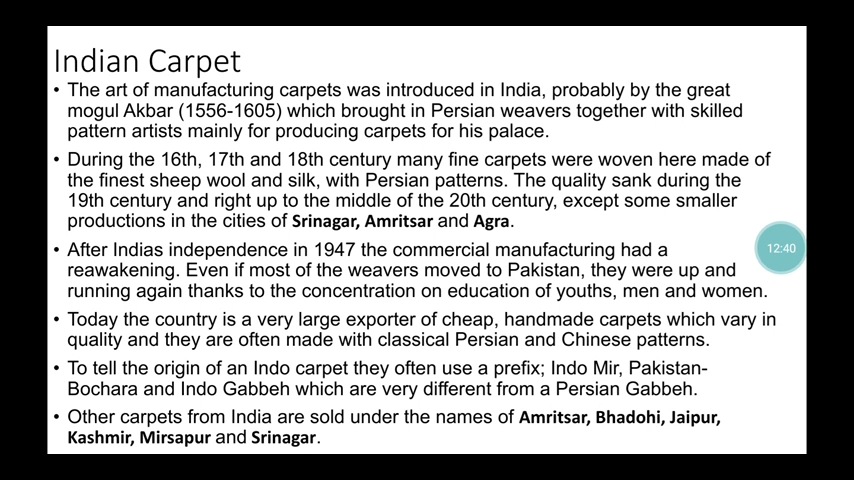 Indian Carpet
• The art of manufacturing carpets was introduced in India, probably by the great
mogul Akbar (1556-1605) which brought in Persian weavers together with skilled
pattern artists mainly for producing carpets for his palace.
• During the 16th, 17th and 18th century many fine carpets were woven here made of
the finest sheep wool and silk, with Persian patterns. The quality sank during the
19th century and right up to the middle of the 20th century, except some smaller
productions in the cities of Srinagar, Amritsar and Agra.
• After Indias independence in 1947 the commercial manufacturing had a
reawakening. Even if most of the weavers moved to Pakistan, they were up and
running again thanks to the concentration on education of youths, men and women.
12:40
• Today the country is a very large exporter of cheap, handmade carpets which vary in
quality and they are often made with classical Persian and Chinese patterns.
• To tell the origin of an Indo carpet they often use a prefix; Indo Mir, Pakistan-
Bochara and Indo Gabbeh which are very different from a Persian Gabbeh.
• Other carpets from India are sold under the names of Amritsar, Bhadohi, Jaipur,
Kashmir, Mirsapur and Srinagar.